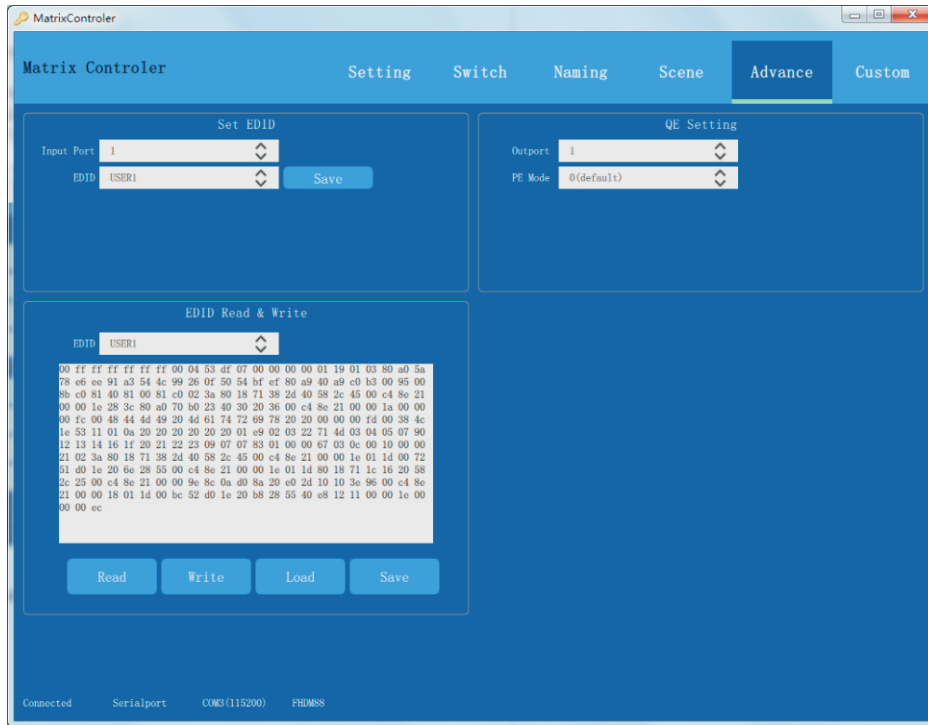 MatrixControler
Matrix Controler
Setting
Switch
Naming
Scene
Advance
Custom
Set EDID
Input Port 1
EDID USER1
Save
QE Setting
Outport 1
PE Mode 0(default)
EDID Read & Write
EDID USER1
00 ff ff ff ff ff ff 00 04 53 df 07 00 00 00 00 01 19 01 03 80 a0 5a
78 e6 ee 91 a3 54 4c 99 26 0f 50 54 bf ef 80 a9 40 a9 c0 b3 00 95 00
8b c0 81 40 81 00 81 c0 02 3a 80 18 71 38 2d 40 58 2c 45 00 c4 8e 21
00 00 1e 28 3c 80 a0 70 b0 23 40 30 20 36 00 c4 8e 21 00 00 1a 00 00
00 fc 00 48 44 4d 49 20 4d 61 74 72 69 78 20 20 00 00 00 fd 00 38 4c
1e 53 11 01 0a 20 20 20 20 20 20 01 e9 02 03 22 71 4d 03 04 05 07 90
12 13 14 16 1f 20 21 22 23 09 07 07 83 01 00 00 67 03 0c 00 10 00 00
21 02 3a 80 18 71 38 2d 40 58 2c 45 00 c4 8e 21 00 00 1e 01 1d 00 72
51 d0 1e 20 6e 28 55 00 c4 8e 21 00 00 1e 01 1d 80 18 71 1c 16 20 58
2c 25 00 c4 8e 21 00 00 9e 8c 0a d0 8a 20 e0 2d 10 10 3e 96 00 c4 8e
21 00 00 18 01 1d 00 bc 52 d0 1e 20 b8 28 55 40 e8 12 11 00 00 1e 00
00 00 ec
Read
Write
Load
Save
Connected
Serialport
COM3(115200)
FHDM88